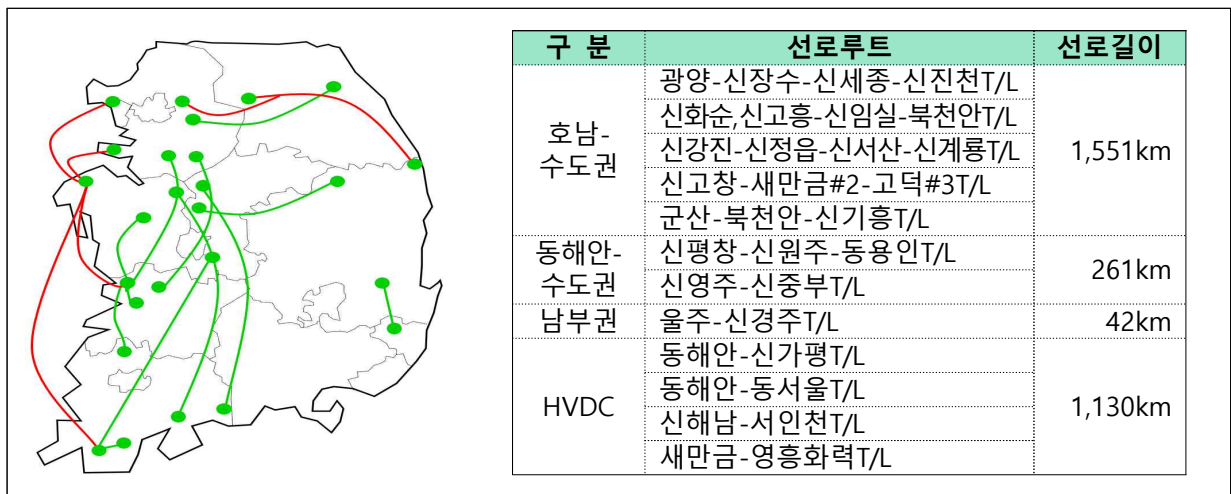 구 분 선로루트 선로길이
호남-
수도권
광양-신장수-신세종-신진천T/L
신화순,신고흥-신임실-북천안T/L
신강진-신정읍-신서산-신계룡T/L
신고창-새만금#2-고덕#3T/L
군산-북천안-신기흥T/L
1,551km
동해안-
수도권
신평창-신원주-동용인T/L
신영주-신중부T/L
261km
남부권 울주-신경주T/L 42km
HVDC
동해안-신가평T/L
동해안-동서울T/L
신해남-서인천T/L
새만금-영흥화력T/L
1,130km